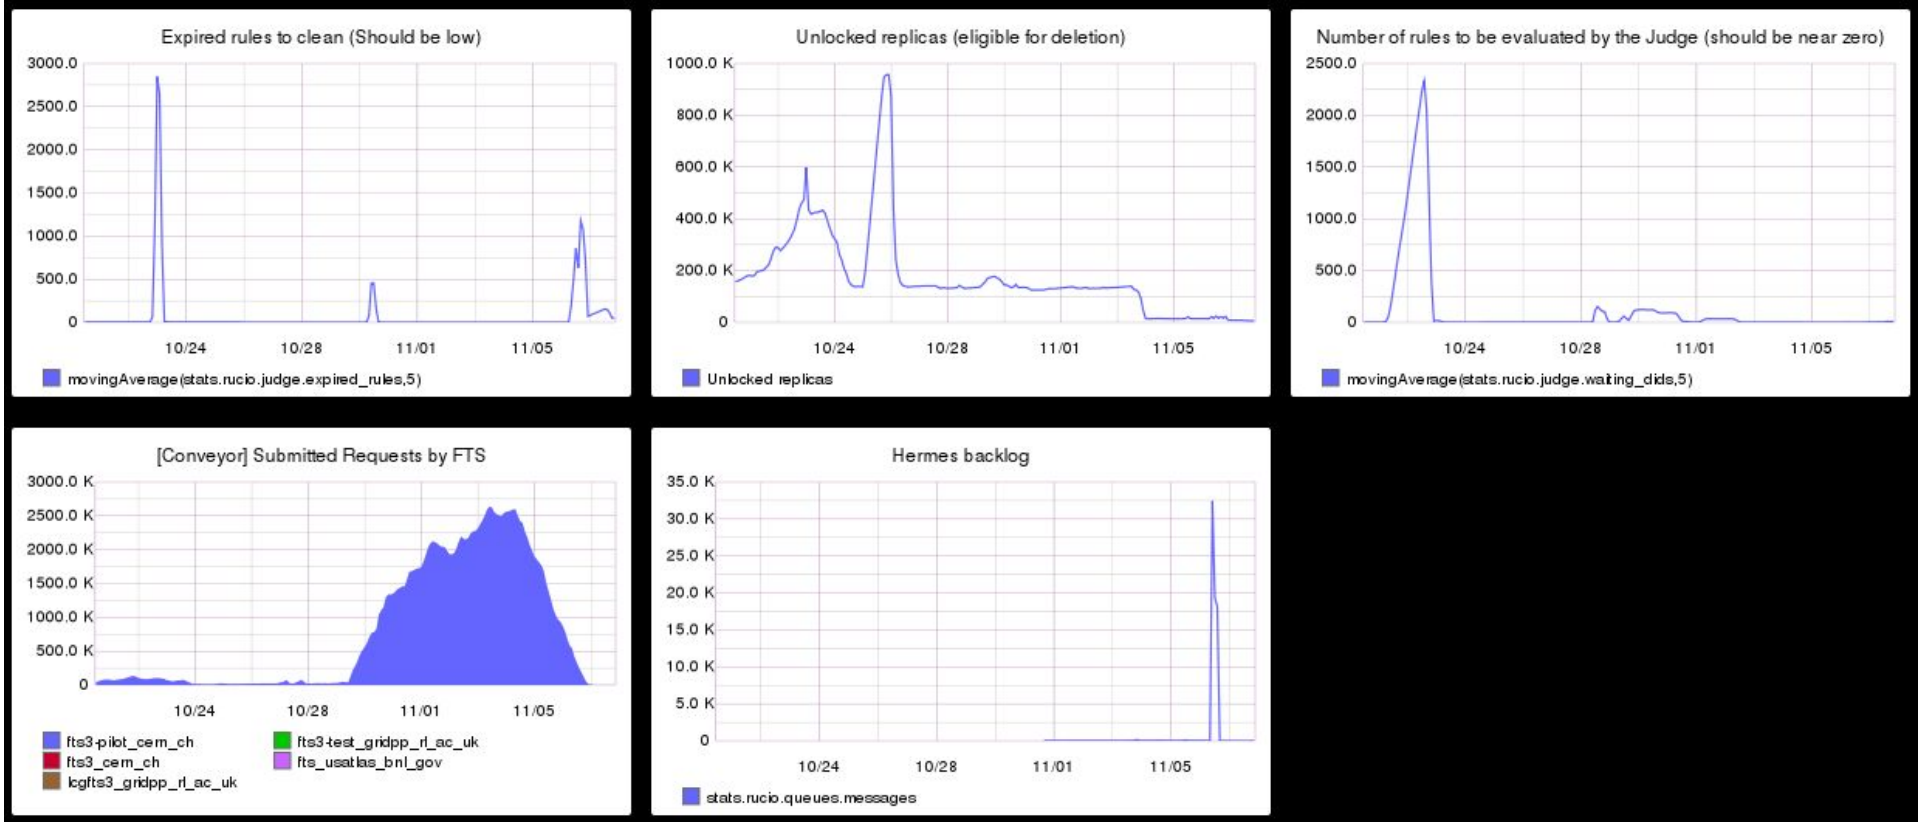 Expired rules to clean (Should be low)
3000.0
2500.0
2000.0
1500.0
1000.0
500.0
0
10/24 10/28 11/01 11/05
movingAverage(stats.rucio.judge.expired_rules,5)
Unlocked replicas (eligible for deletion)
1000.0 K
800.0 K
600.0 K
400.0 K
200.0 K
0
10/24 10/28 11/01 11/05
Unlocked replicas
Number of rules to be evaluated by the Judge (should be near zero)
2500.0
2000.0
1500.0
1000.0
500.0
0
10/24 10/28 11/01 11/05
movingAverage(stats.rucio.judge.waiting_dids,5)
[Conveyor] Submitted Requests by FTS
3000.0 K
2500.0 K
2000.0 K
1500.0 K
1000.0 K
500.0 K
0
10/24 10/28 11/01 11/05
fts3-pilot_cern_ch fts3-test_gridpp_rl_ac_uk
fts3_cern_ch fts_usatlas_bnl_gov
lcgfts3_gridpp_rl_ac_uk
Hermes backlog
35.0 K
30.0 K
25.0 K
20.0 K
15.0 K
10.0 K
5.0 K
0
10/24 10/28 11/01 11/05
stats.rucio.queues.messages